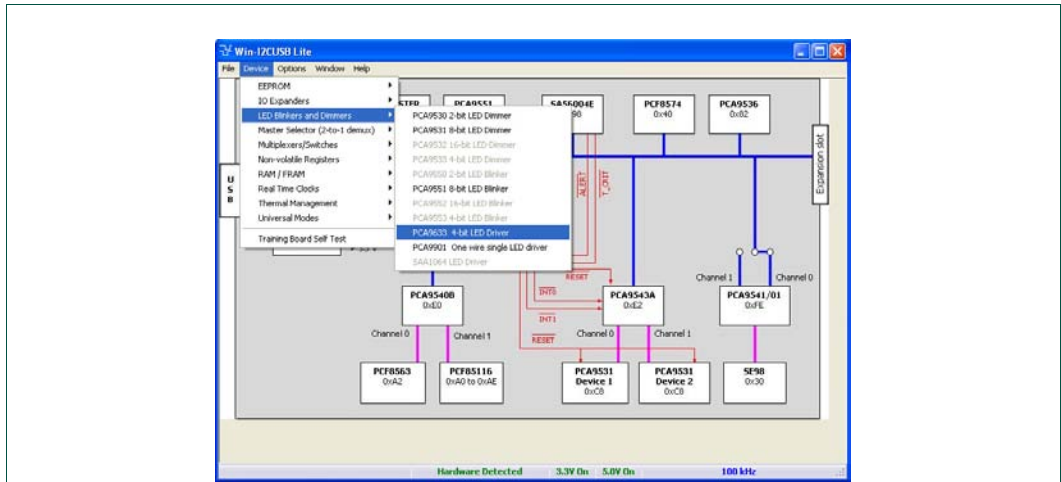 Win-I2CUSB Lite
File Device Options Window Help
EEPROM
IO Expanders
LED Blinkers and Dimmers
Master Selector (2-to-1 demux)
Multiplexers/Switches
Non-volatile Registers
RAM / FRAM
Real Time Clocks
Thermal Management
Universal Modes
Training Board Self Test
PCA9530 2-bit LED Dimmer
PCA9531 8-bit LED Dimmer
PCA9532 16-bit LED Dimmer
PCA9533 4-bit LED Dimmer
PCA9550 2-bit LED Blinker
PCA9551 8-bit LED Blinker
PCA9552 16-bit LED Blinker
PCA9553 4-bit LED Blinker
PCA9633 4-bit LED Driver
PCA9901 One wire single LED driver
SAA1064 LED Driver
PCA9551
SA56004E
98
PCF8574
0x40
PCA9536
0x82
USB
Expansion slot
ALERT
T_CRIT
RESET
INT0
INT1
RESET
Channel 1
Channel 0
PCA9540B
0xE0
PCA9543A
0xE2
PCA9541/01
0xFE
Channel 0
Channel 1
Channel 0
Channel 1
PCF8563
0xA2
PCF85116
0xA0 to 0xAE
PCA9531
Device 1
0xC0
PCA9531
Device 2
0xC8
SE98
0x30
Hardware Detected
3.3V On
5.0V On
100 kHz